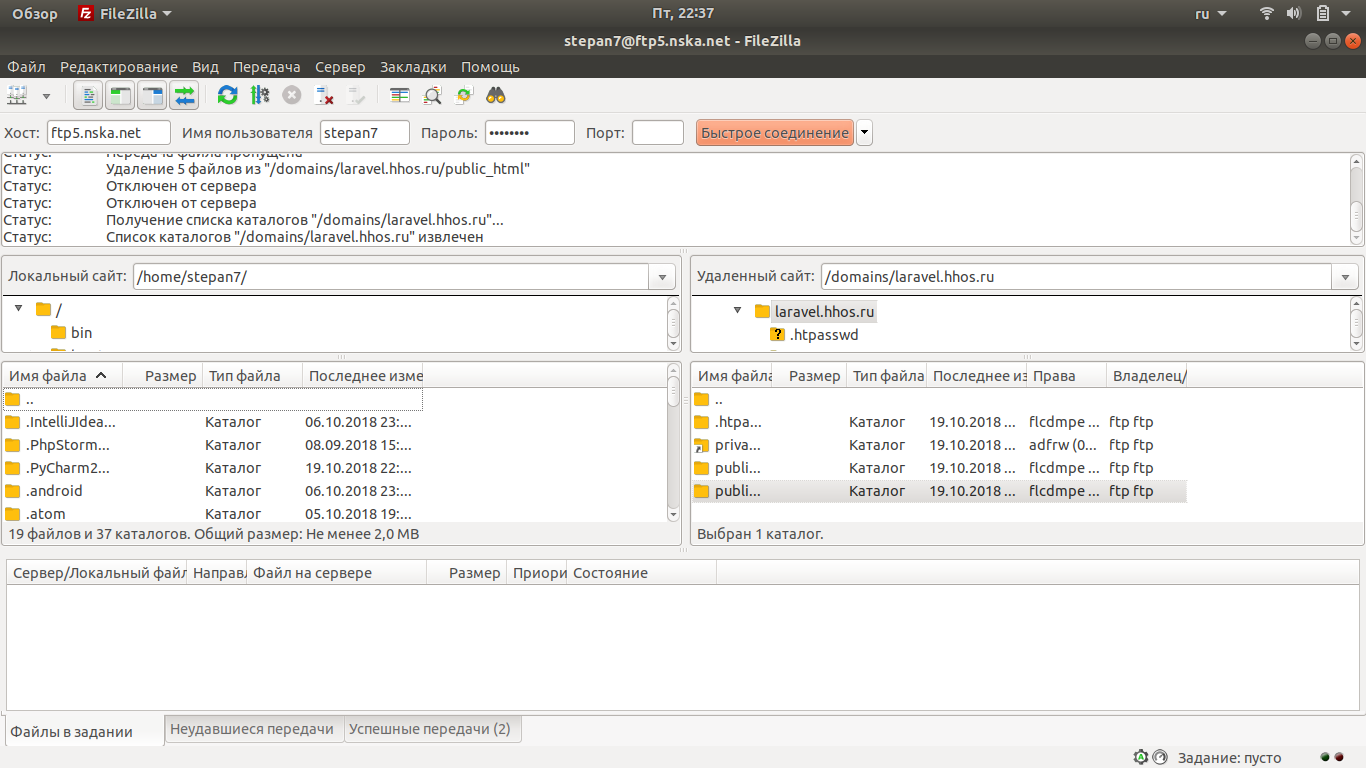 Обзор FileZilla Пт, 22:37 ru
stepan7@ftp5.nska.net - FileZilla
Файл Редактирование Вид Передача Сервер Закладки Помощь
Хост: ftp5.nska.net Имя пользователя stepan7 Пароль: •••••••• Порт: Быстрое соединение
Статус: Передача файла пропущена
Статус: Удаление 5 файлов из "/domains/laravel.hhos.ru/public_html"
Статус: Отключен от сервера
Статус: Отключен от сервера
Статус: Получение списка каталогов "/domains/laravel.hhos.ru"...
Статус: Список каталогов "/domains/laravel.hhos.ru" извлечен
Локальный сайт: /home/stepan7/
/
bin
Имя файла Размер Тип файла Последнее изме
..
.IntelliJIdea... Каталог 06.10.2018 23:...
.PhpStorm... Каталог 08.09.2018 15:...
.PyCharm2... Каталог 19.10.2018 22:...
.android Каталог 06.10.2018 23:...
.atom Каталог 05.10.2018 19:...
19 файлов и 37 каталогов. Общий размер: Не менее 2,0 MB
Удаленный сайт: /domains/laravel.hhos.ru
laravel.hhos.ru
.htpasswd
Имя файла Размер Тип файла Последнее из Права Владелец/
..
.htpa... Каталог 19.10.2018 ... flcdmpe ... ftp ftp
priva... Каталог 19.10.2018 ... adfrw (0... ftp ftp
publi... Каталог 19.10.2018 ... flcdmpe ... ftp ftp
publi... Каталог 19.10.2018 ... flcdmpe ... ftp ftp
Выбран 1 каталог.
Сервер/Локальный файл Направл Файл на сервере Размер Приори Состояние
Файлы в задании Неудавшиеся передачи Успешные передачи (2)
Задание: пусто